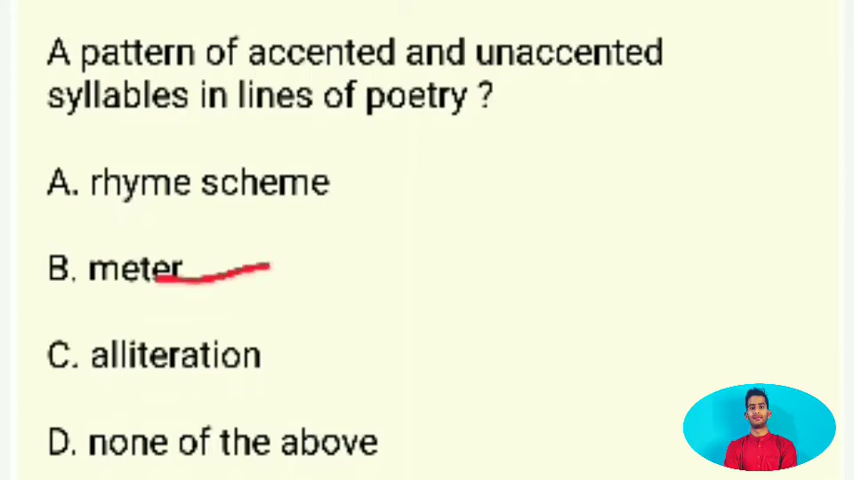 A pattern of accented and unaccented
syllables in lines of poetry ?
A. rhyme scheme
B. meter
C. alliteration
D. none of the above